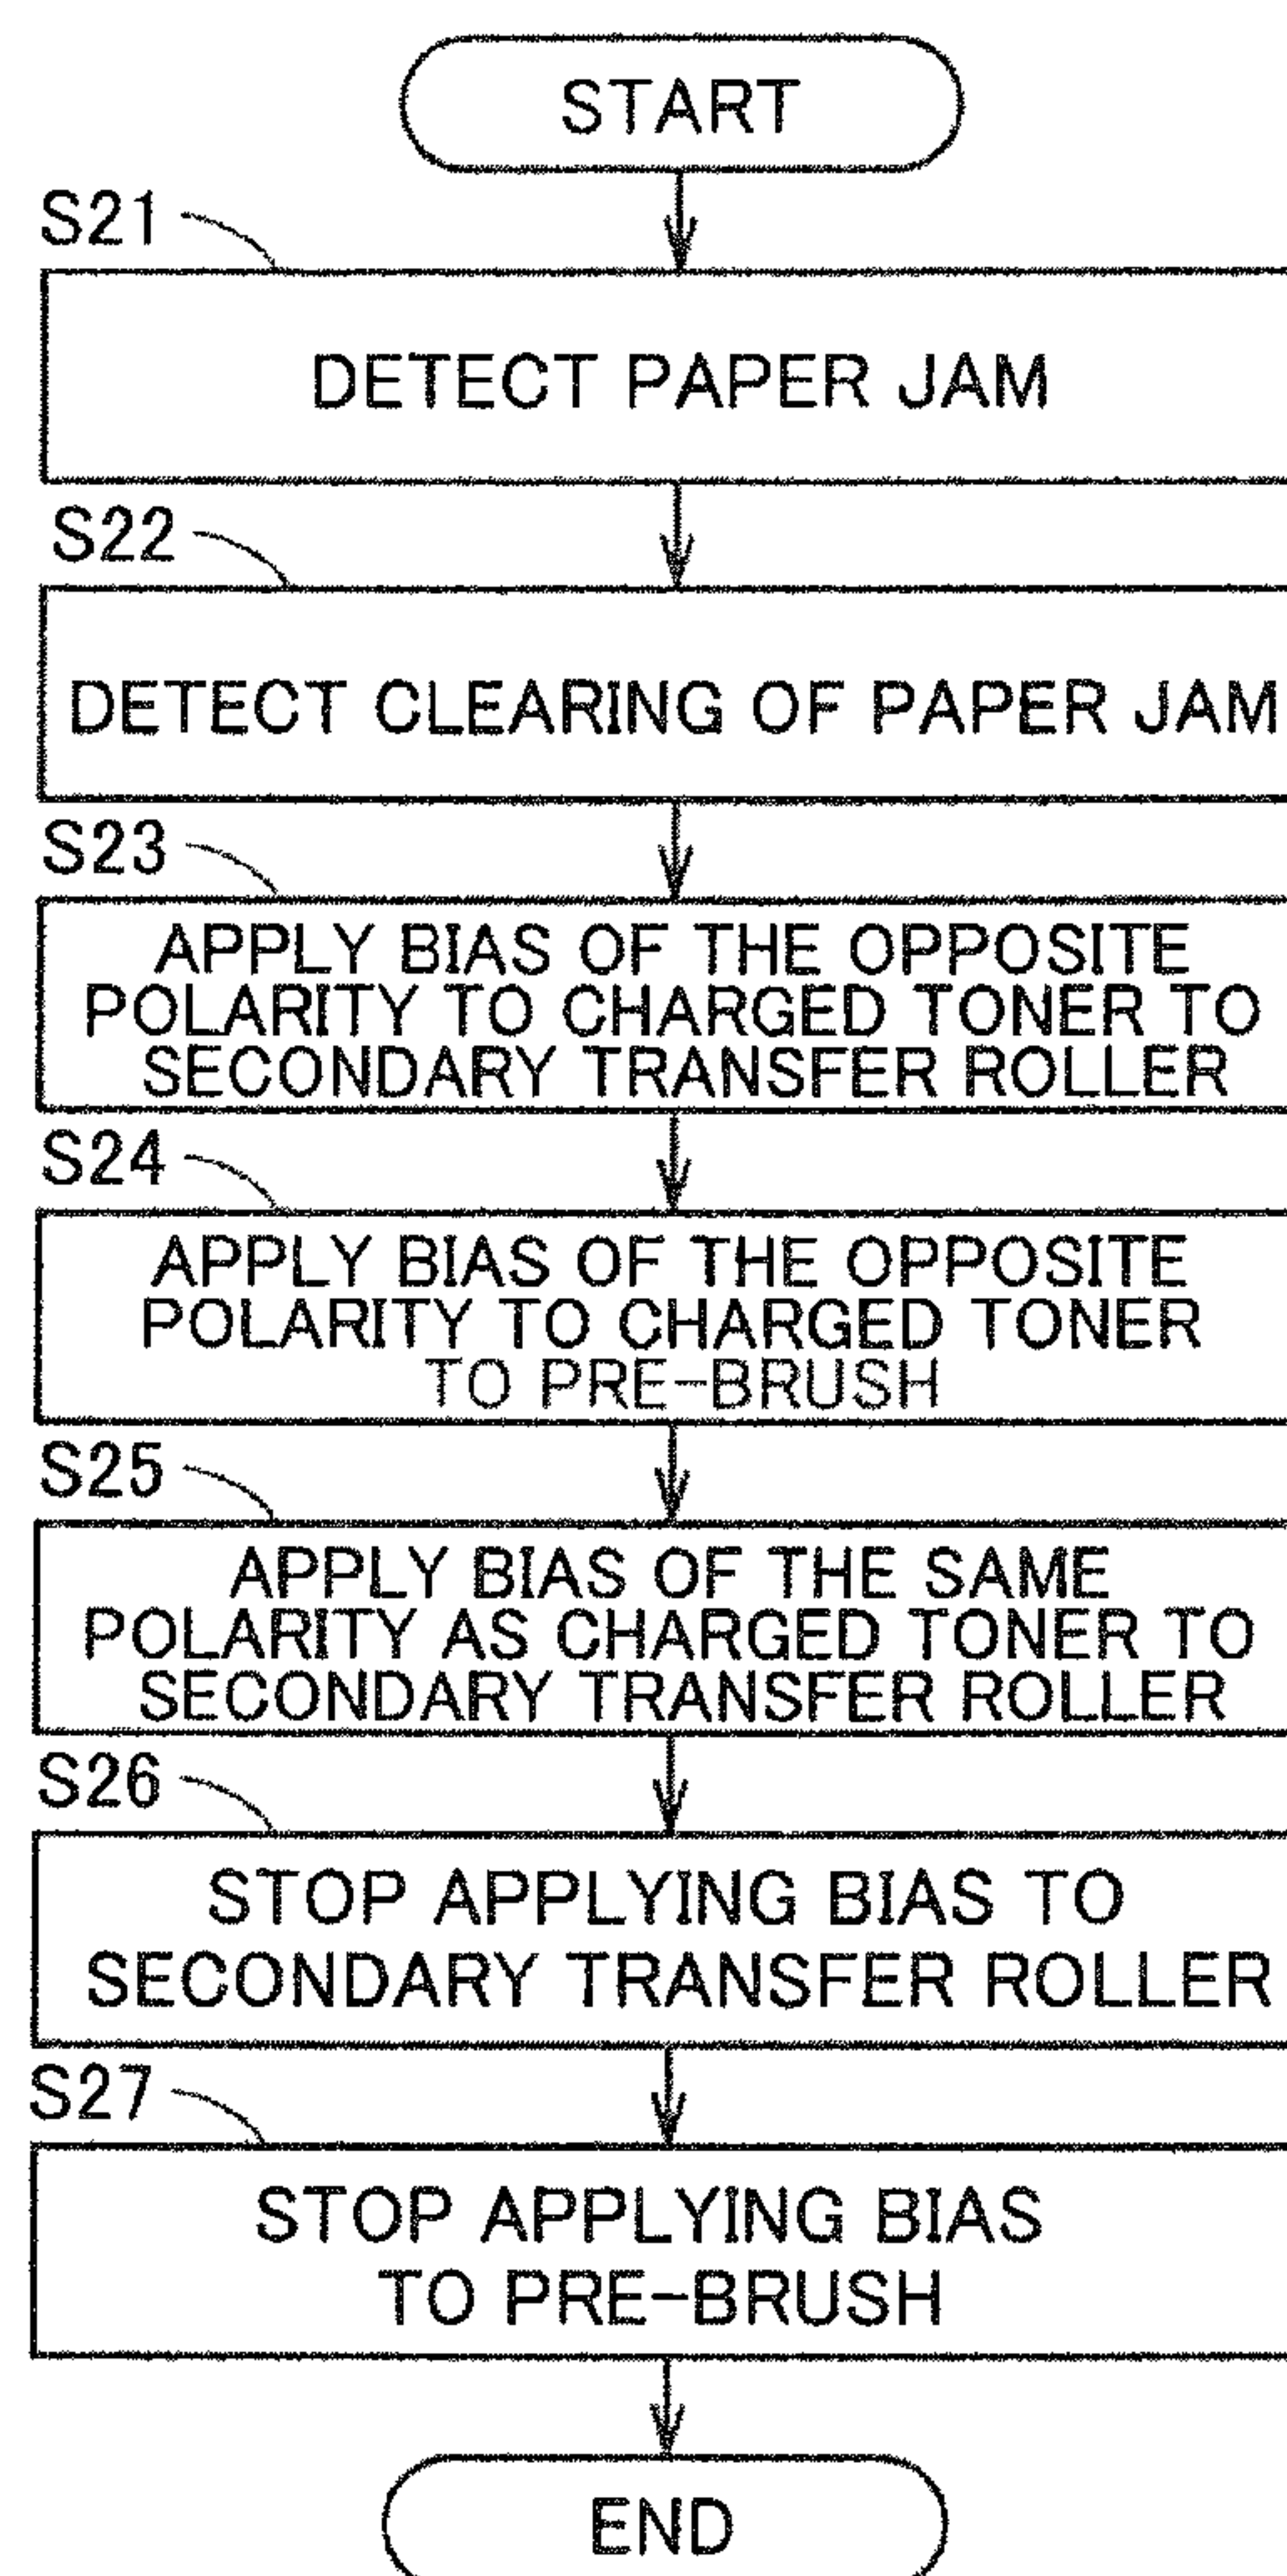 START
S21
DETECT PAPER JAM
S22
DETECT CLEARING OF PAPER JAM
S23
APPLY BIAS OF THE OPPOSITE
POLARITY TO CHARGED TONER TO
SECONDARY TRANSFER ROLLER
S24
APPLY BIAS OF THE OPPOSITE
POLARITY TO CHARGED TONER
TO PRE-BRUSH
S25
APPLY BIAS OF THE SAME
POLARITY AS CHARGED TONER TO
SECONDARY TRANSFER ROLLER
S26
STOP APPLYING BIAS TO
SECONDARY TRANSFER ROLLER
S27
STOP APPLYING BIAS
TO PRE-BRUSH
END